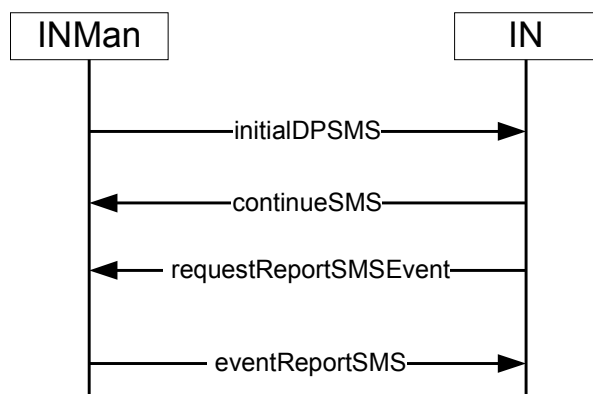 INMan
IN
initialDPSMS
continueSMS
requestReportSMSEvent
eventReportSMS